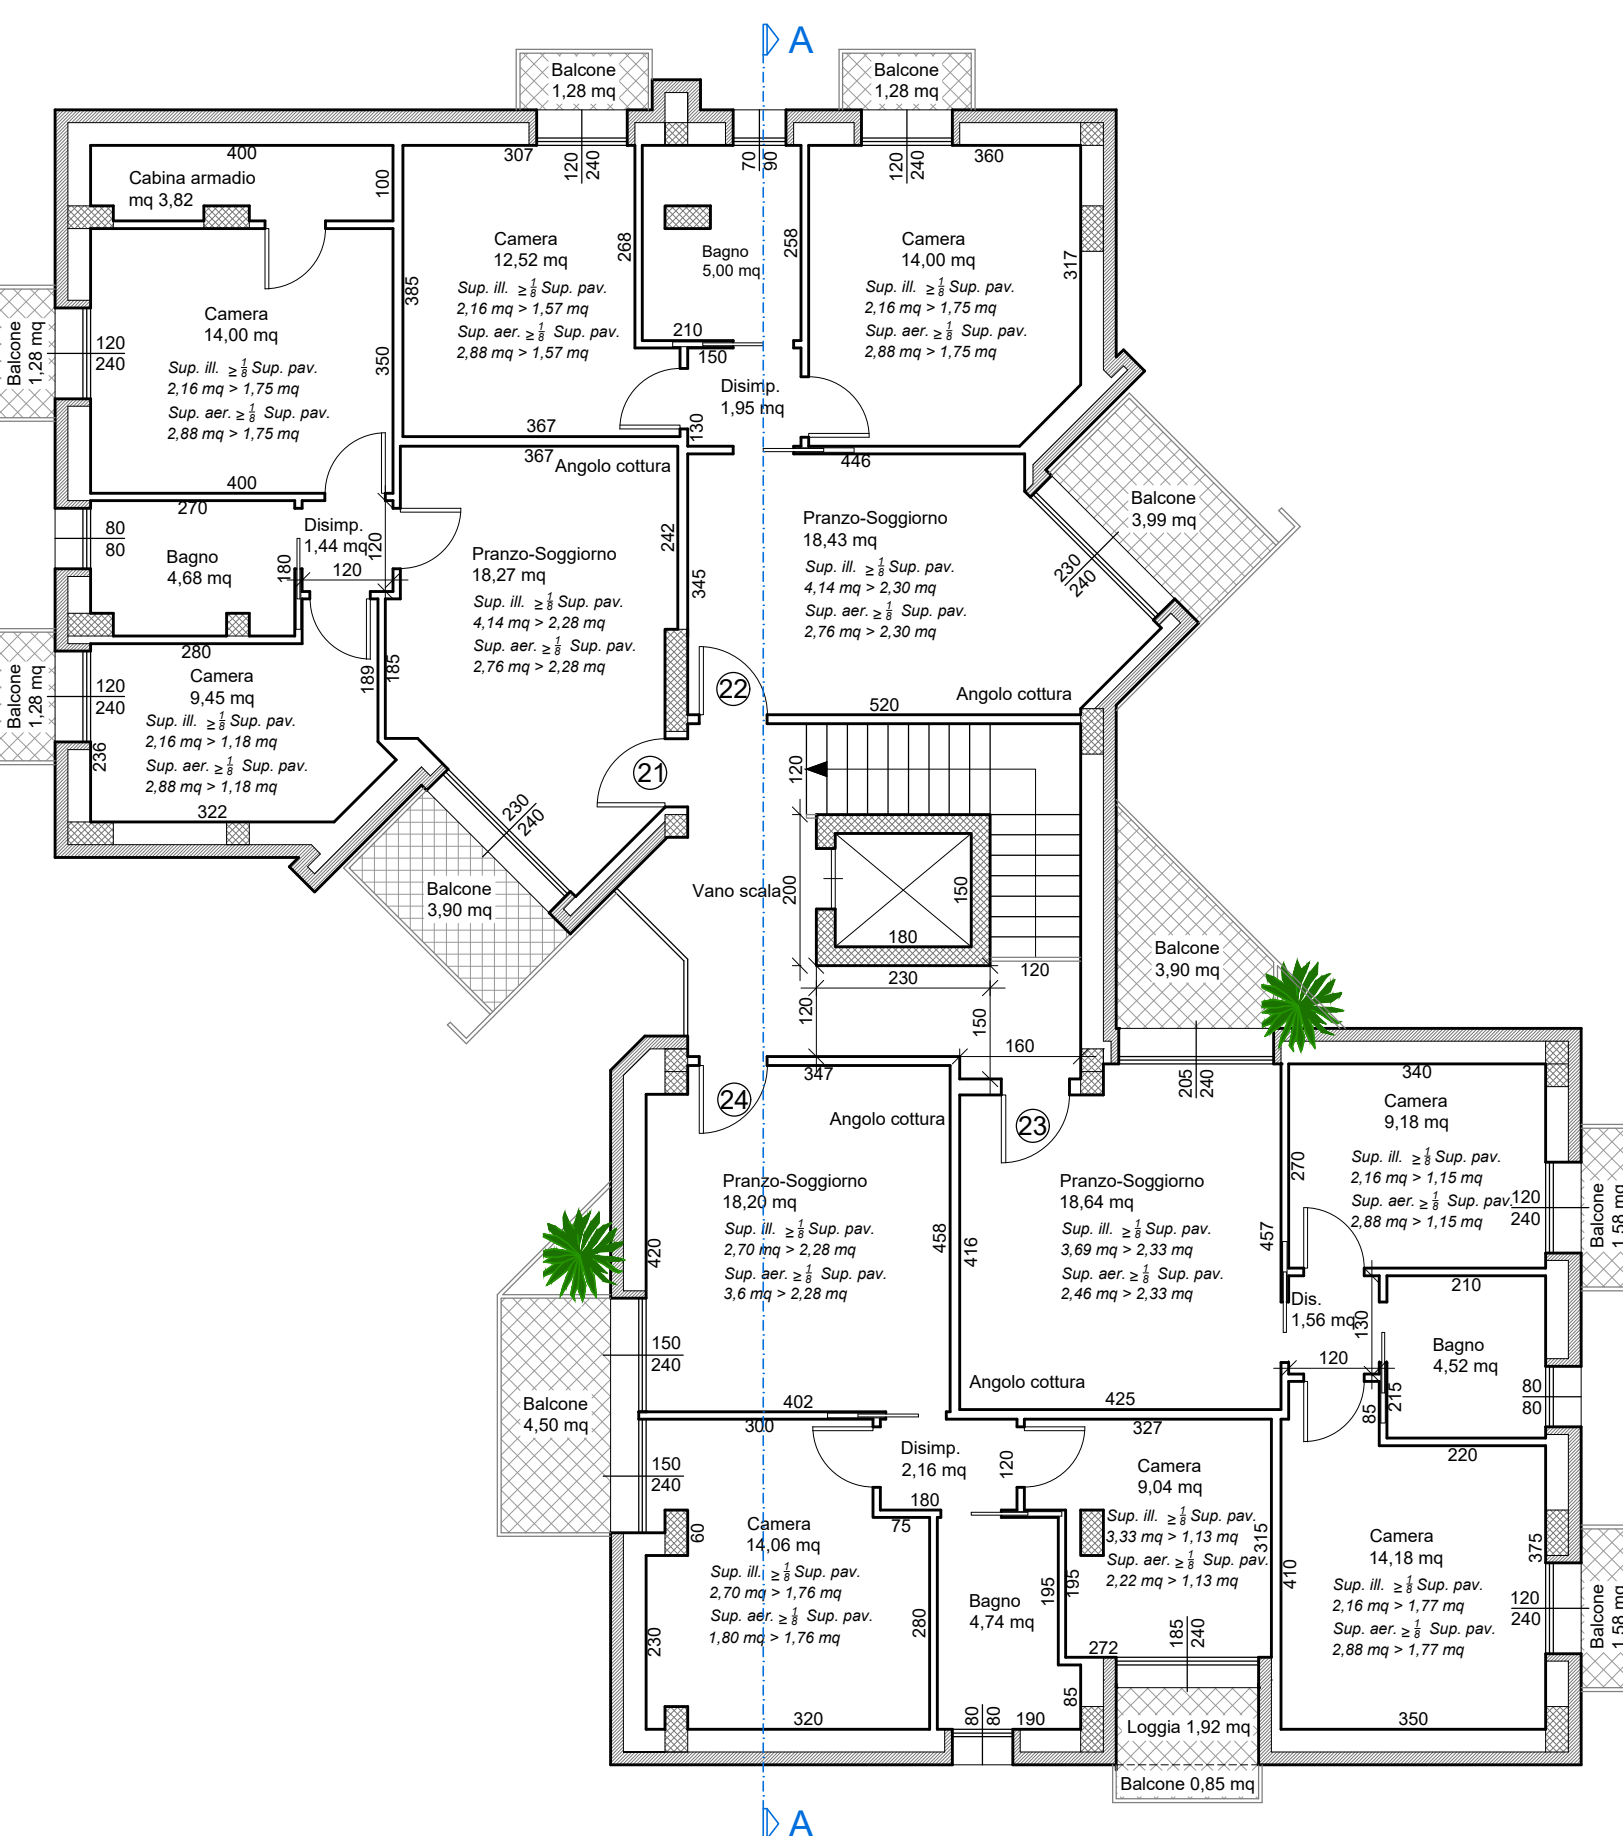 A
Balcone
1,28 mq
Balcone
1,28 mq
400
Cabina armadio
mq 3,82
100
307
120
240
70
90
120
240
360
Camera
12,52 mq
Sup. ill. ≥ 1/8 Sup. pav.
2,16 mq > 1,57 mq
Sup. aer. ≥ 1/8 Sup. pav.
2,88 mq > 1,57 mq
385
268
367
Bagno
5,00 mq
258
210
150
Camera
14,00 mq
Sup. ill. ≥ 1/8 Sup. pav.
2,16 mq > 1,75 mq
Sup. aer. ≥ 1/8 Sup. pav.
2,88 mq > 1,75 mq
317
Balcone
1,28 mq
120
240
Camera
14,00 mq
Sup. ill. ≥ 1/8 Sup. pav.
2,16 mq > 1,75 mq
Sup. aer. ≥ 1/8 Sup. pav.
2,88 mq > 1,75 mq
350
400
Disimp.
1,95 mq
130
367
Angolo cottura
446
270
80
80
Bagno
4,68 mq
180
Disimp.
1,44 mq
120
120
Pranzo-Soggiorno
18,27 mq
Sup. ill. ≥ 1/8 Sup. pav.
4,14 mq > 2,28 mq
Sup. aer. ≥ 1/8 Sup. pav.
2,76 mq > 2,28 mq
242
345
Pranzo-Soggiorno
18,43 mq
Sup. ill. ≥ 1/8 Sup. pav.
4,14 mq > 2,30 mq
Sup. aer. ≥ 1/8 Sup. pav.
2,76 mq > 2,30 mq
230
240
Balcone
3,99 mq
Angolo cottura
520
22
Balcone
1,28 mq
120
240
280
Camera
9,45 mq
Sup. ill. ≥ 1/8 Sup. pav.
2,16 mq > 1,18 mq
Sup. aer. ≥ 1/8 Sup. pav.
2,88 mq > 1,18 mq
189
185
236
322
21
230
240
Balcone
3,90 mq
120
Vano scala
200
150
180
230
120
120
150
160
Balcone
3,90 mq
347
24
Angolo cottura
23
205
240
340
Camera
9,18 mq
Sup. ill. ≥ 1/8 Sup. pav.
2,16 mq > 1,15 mq
Sup. aer. ≥ 1/8 Sup. pav.
2,88 mq > 1,15 mq
270
120
240
Balcone
1,58 mq
Pranzo-Soggiorno
18,20 mq
Sup. ill. ≥ 1/8 Sup. pav.
2,70 mq > 2,28 mq
Sup. aer. ≥ 1/8 Sup. pav.
3,6 mq > 2,28 mq
420
458
Pranzo-Soggiorno
18,64 mq
Sup. ill. ≥ 1/8 Sup. pav.
3,69 mq > 2,33 mq
Sup. aer. ≥ 1/8 Sup. pav.
2,46 mq > 2,33 mq
416
457
Dis.
1,56 mq
130
120
210
Bagno
4,52 mq
80
80
215
85
150
240
402
Angolo cottura
425
Balcone
4,50 mq
150
240
300
Disimp.
2,16 mq
120
180
75
327
Camera
9,04 mq
Sup. ill. ≥ 1/8 Sup. pav.
3,33 mq > 1,13 mq
Sup. aer. ≥ 1/8 Sup. pav.
2,22 mq > 1,13 mq
315
220
Camera
14,06 mq
Sup. ill. ≥ 1/8 Sup. pav.
2,70 mq > 1,76 mq
Sup. aer. ≥ 1/8 Sup. pav.
1,80 mq > 1,76 mq
60
230
280
320
Bagno
4,74 mq
195
195
272
185
240
85
80
80
190
Camera
14,18 mq
Sup. ill. ≥ 1/8 Sup. pav.
2,16 mq > 1,77 mq
Sup. aer. ≥ 1/8 Sup. pav.
2,88 mq > 1,77 mq
410
375
120
240
350
Balcone
1,58 mq
Loggia 1,92 mq
Balcone 0,85 mq
A